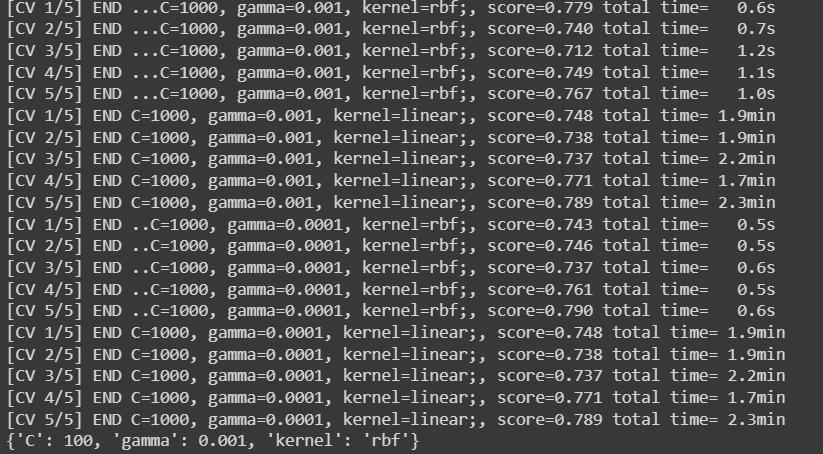 [CV 1/5] END ...C=1000, gamma=0.001, kernel=rbf;, score=0.779 total time=   0.6s
[CV 2/5] END ...C=1000, gamma=0.001, kernel=rbf;, score=0.740 total time=   0.7s
[CV 3/5] END ...C=1000, gamma=0.001, kernel=rbf;, score=0.712 total time=   1.2s
[CV 4/5] END ...C=1000, gamma=0.001, kernel=rbf;, score=0.749 total time=   1.1s
[CV 5/5] END ...C=1000, gamma=0.001, kernel=rbf;, score=0.767 total time=   1.0s
[CV 1/5] END C=1000, gamma=0.001, kernel=linear;, score=0.748 total time= 1.9min
[CV 2/5] END C=1000, gamma=0.001, kernel=linear;, score=0.738 total time= 1.9min
[CV 3/5] END C=1000, gamma=0.001, kernel=linear;, score=0.737 total time= 2.2min
[CV 4/5] END C=1000, gamma=0.001, kernel=linear;, score=0.771 total time= 1.7min
[CV 5/5] END C=1000, gamma=0.001, kernel=linear;, score=0.789 total time= 2.3min
[CV 1/5] END ..C=1000, gamma=0.0001, kernel=rbf;, score=0.743 total time=   0.5s
[CV 2/5] END ..C=1000, gamma=0.0001, kernel=rbf;, score=0.746 total time=   0.5s
[CV 3/5] END ..C=1000, gamma=0.0001, kernel=rbf;, score=0.737 total time=   0.6s
[CV 4/5] END ..C=1000, gamma=0.0001, kernel=rbf;, score=0.761 total time=   0.5s
[CV 5/5] END ..C=1000, gamma=0.0001, kernel=rbf;, score=0.790 total time=   0.6s
[CV 1/5] END C=1000, gamma=0.0001, kernel=linear;, score=0.748 total time= 1.9min
[CV 2/5] END C=1000, gamma=0.0001, kernel=linear;, score=0.738 total time= 1.9min
[CV 3/5] END C=1000, gamma=0.0001, kernel=linear;, score=0.737 total time= 2.2min
[CV 4/5] END C=1000, gamma=0.0001, kernel=linear;, score=0.771 total time= 1.7min
[CV 5/5] END C=1000, gamma=0.0001, kernel=linear;, score=0.789 total time= 2.3min
{'C': 100, 'gamma': 0.001, 'kernel': 'rbf'}